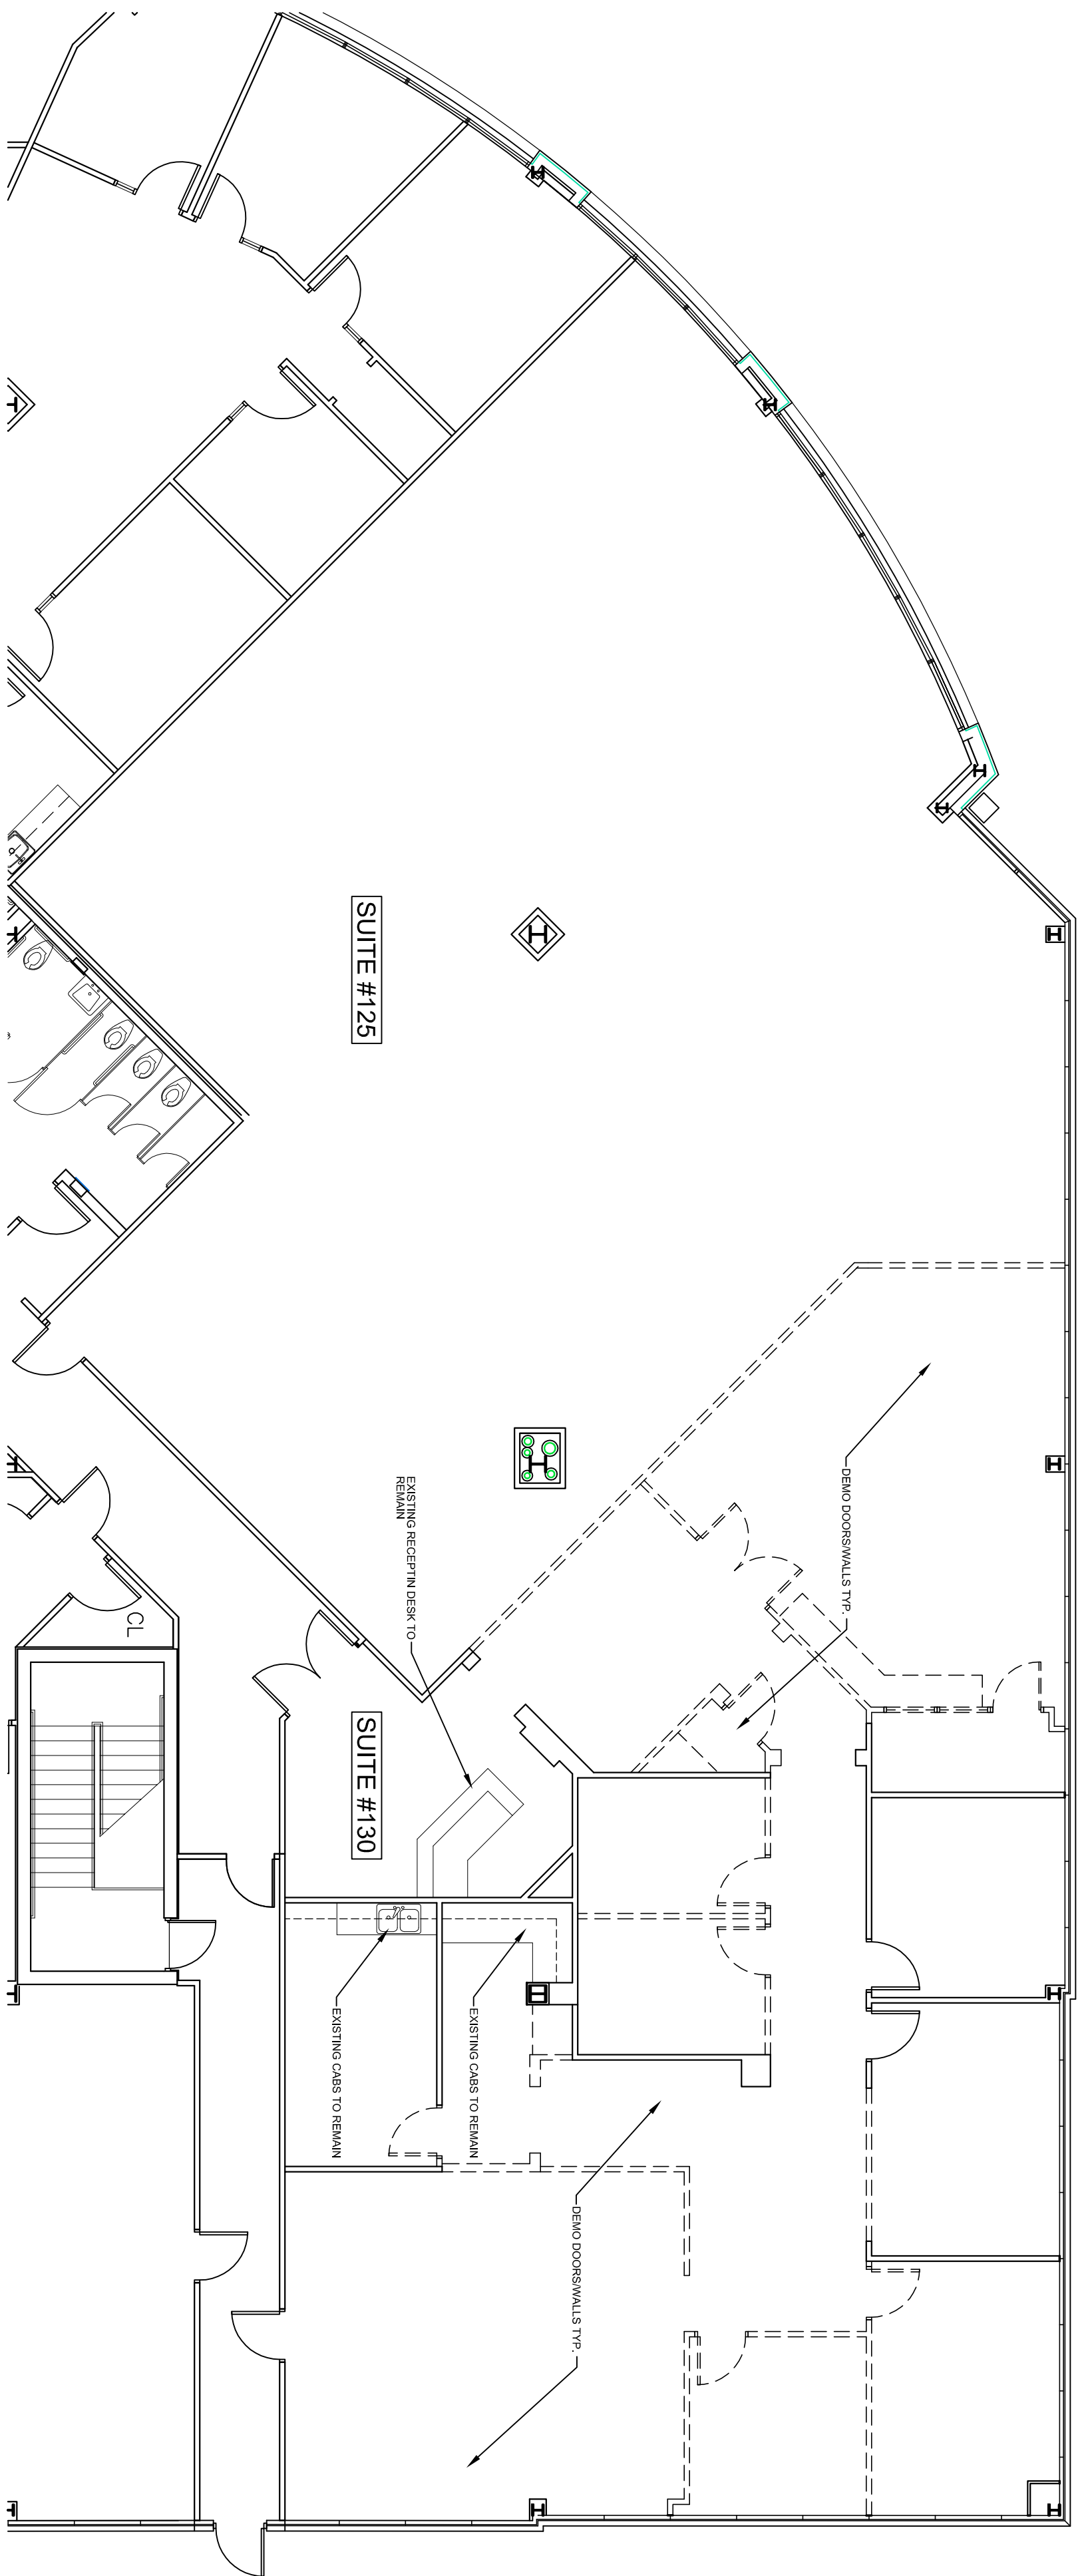 SUITE #125
DEMO DOORS/WALLS TYP.
EXISTING RECEPTIN DESK TO
REMAIN
CL
SUITE #130
EXISTING CABS TO REMAIN
EXISTING CABS TO REMAIN
DEMO DOORS/WALLS TYP.